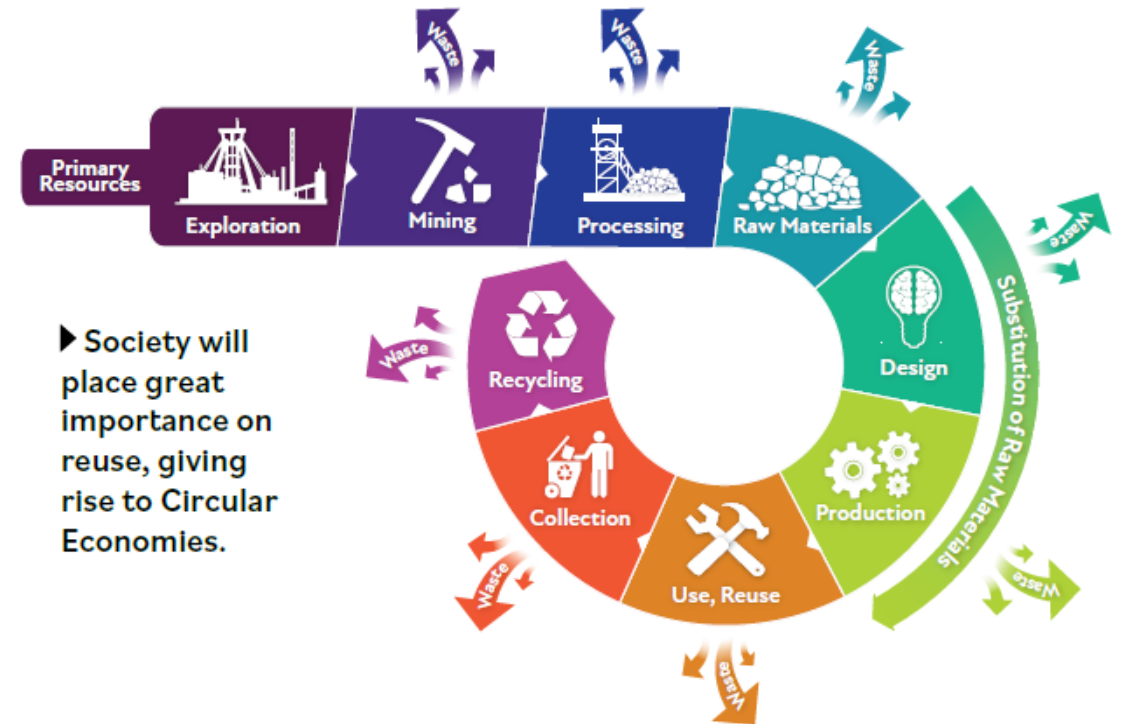 Waste
Waste
Waste
Primary
Resources
Exploration
Mining
Processing
Raw Materials
Waste
Substitution of Raw Materials
Design
Society will
place great
importance on
reuse, giving
rise to Circular
Economies.
Waste
Recycling
Production
Collection
Waste
Use, Reuse
Waste
Waste